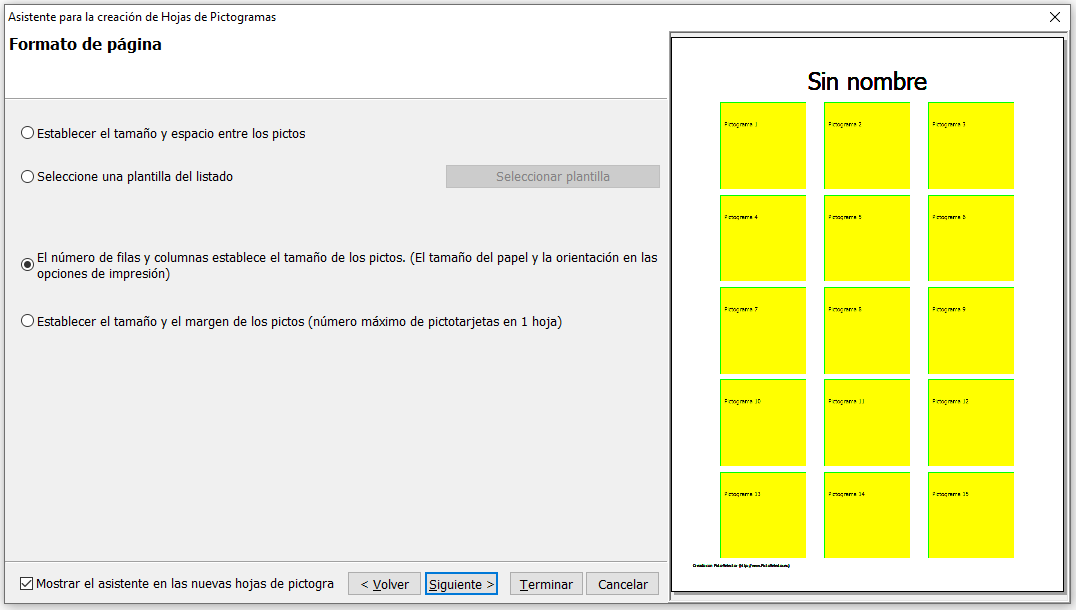 Asistente para la creación de Hojas de Pictogramas
Formato de página
Establecer el tamaño y espacio entre los pictos
Seleccione una plantilla del listado
Seleccionar plantilla
El número de filas y columnas establece el tamaño de los pictos. (El tamaño del papel y la orientación en las
opciones de impresión)
Establecer el tamaño y el margen de los pictos (número máximo de pictotarjetas en 1 hoja)
Mostrar el asistente en las nuevas hojas de pictogra
< Volver
Siguiente >
Terminar
Cancelar
Sin nombre
Pictograma 1
Pictograma 2
Pictograma 3
Pictograma 4
Pictograma 5
Pictograma 6
Pictograma 7
Pictograma 8
Pictograma 9
Pictograma 10
Pictograma 11
Pictograma 12
Pictograma 13
Pictograma 14
Pictograma 15